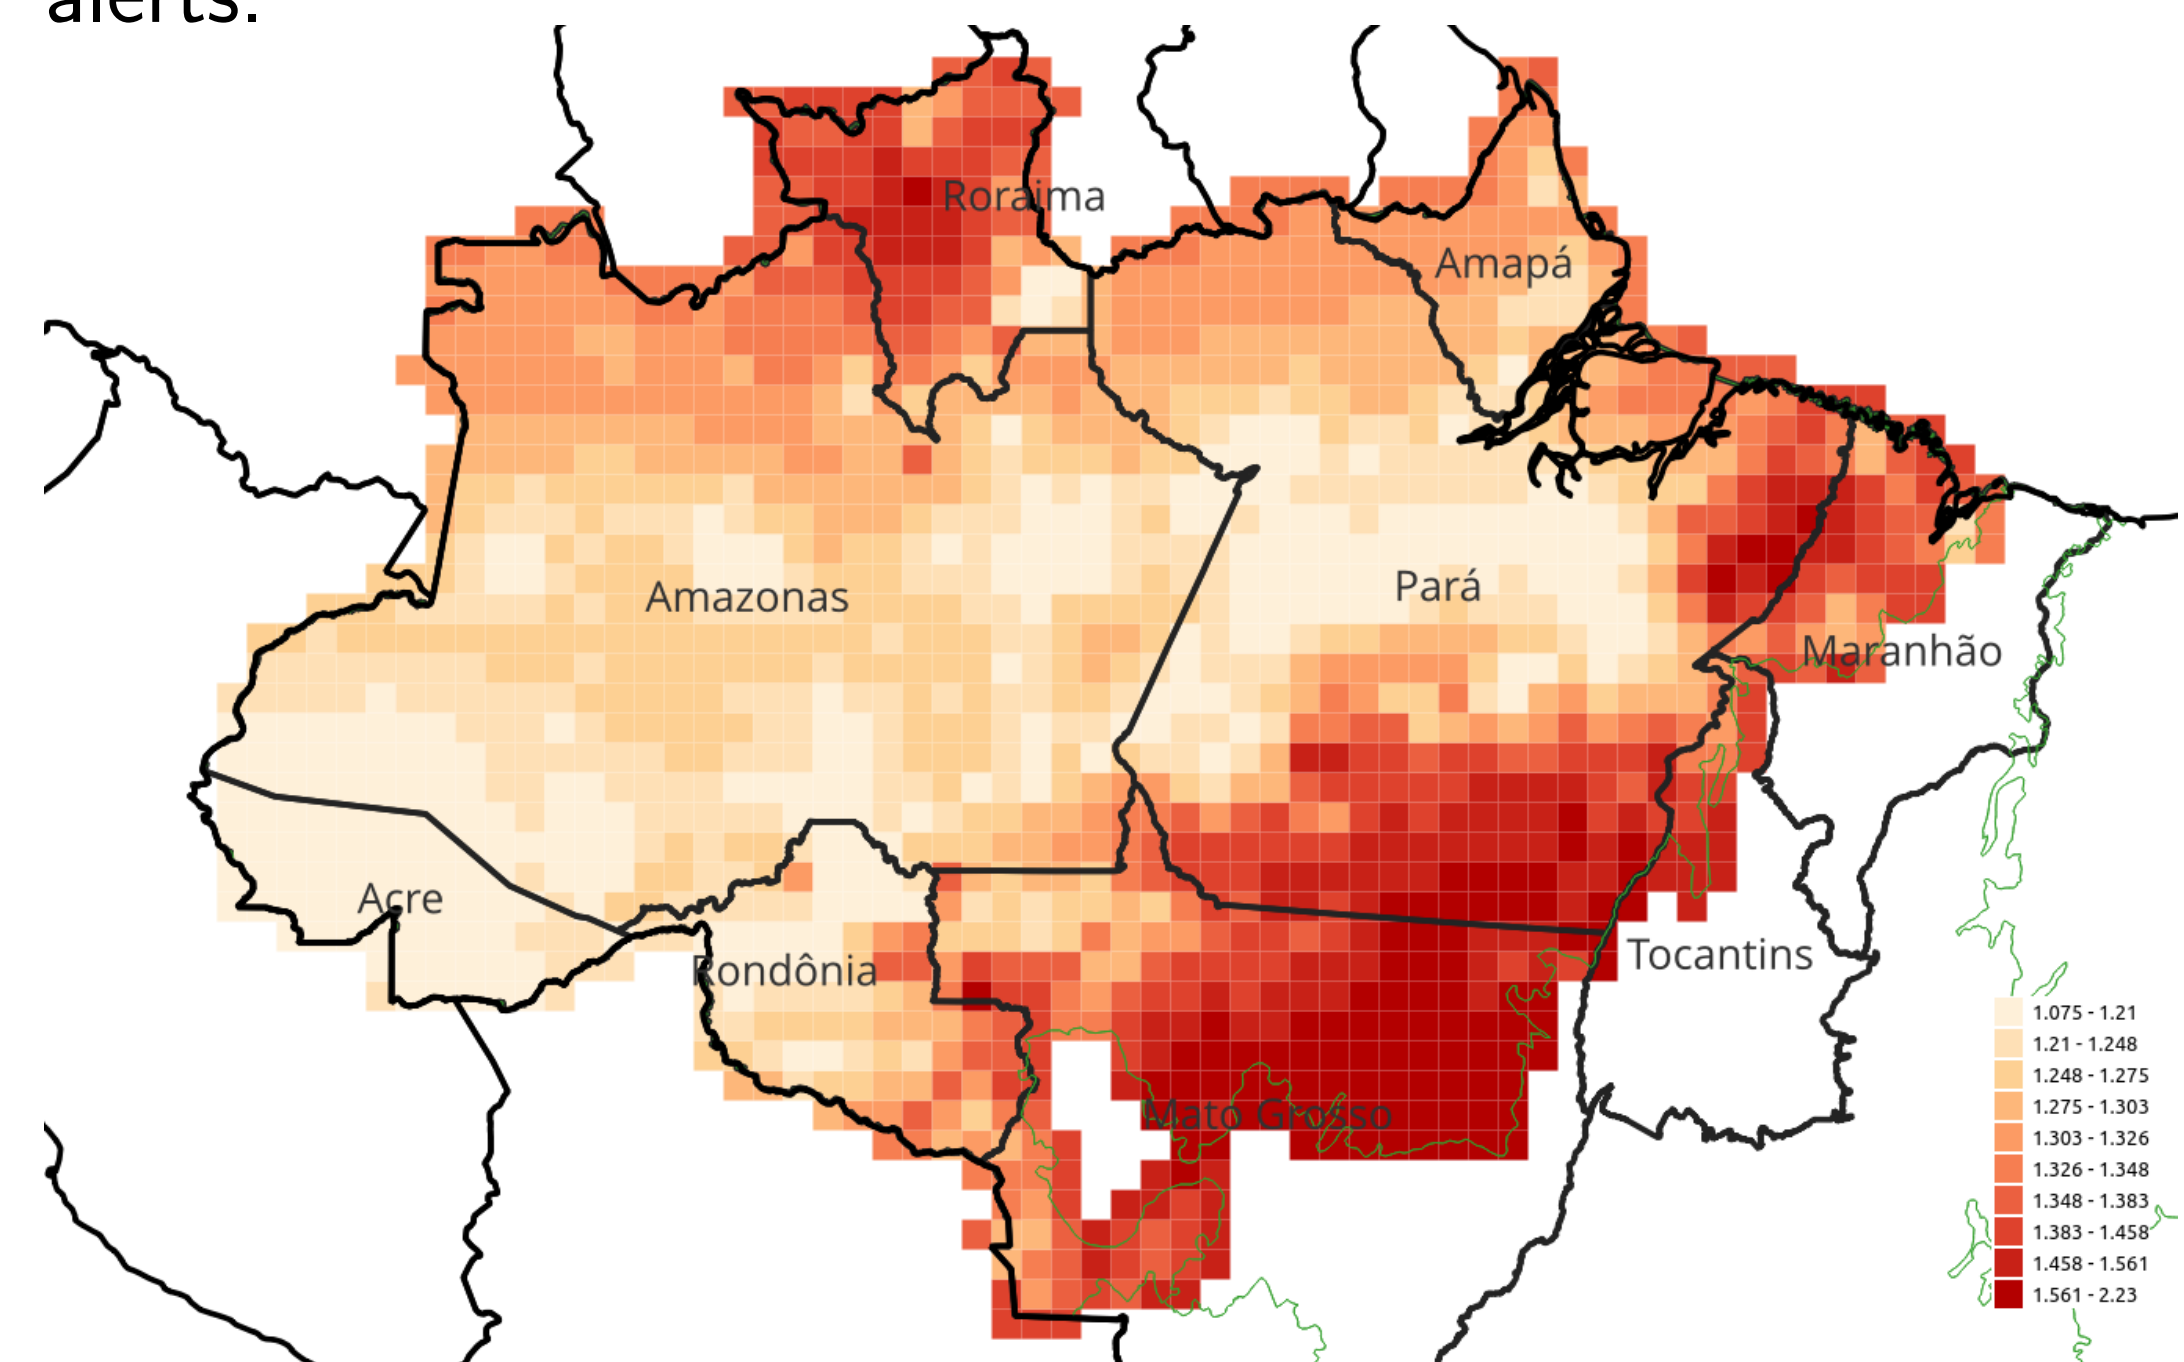 alerts.
Roraima
Amapá
Amazonas
Pará
Maranhão
Acre
Rondônia
Tocantins
Mato Grosso
1.075 - 1.21
1.21 - 1.248
1.248 - 1.275
1.275 - 1.303
1.303 - 1.326
1.326 - 1.348
1.348 - 1.383
1.383 - 1.458
1.458 - 1.561
1.561 - 2.23